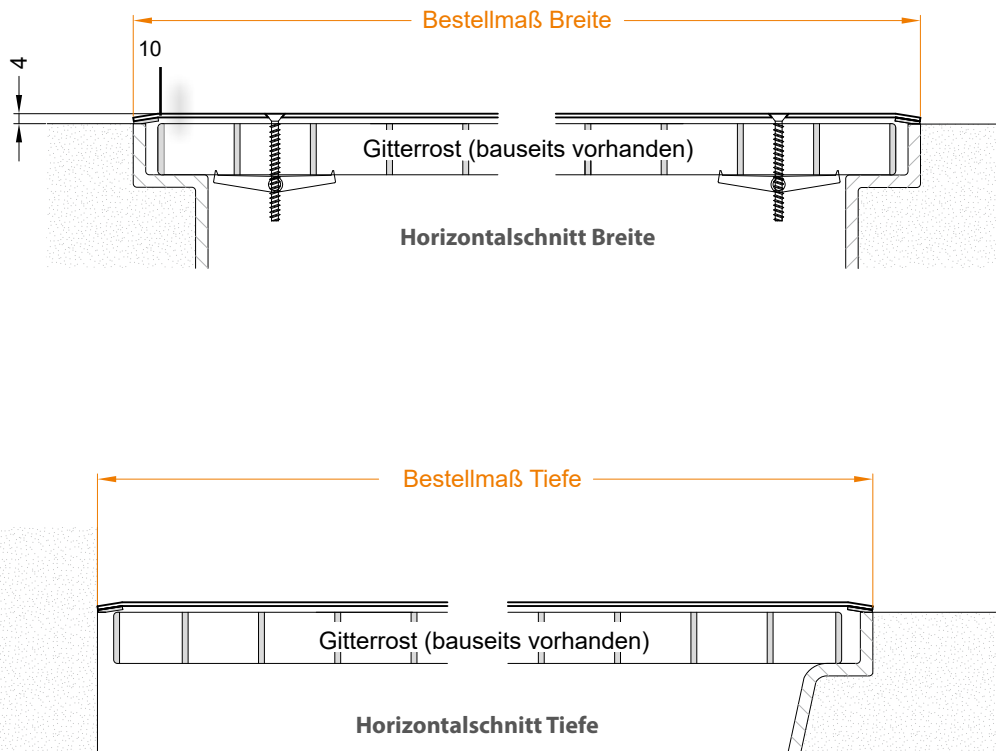 Bestellmaß Breite
10
4
Gitterrost (bauseits vorhanden)
Horizontalschnitt Breite
Bestellmaß Tiefe
Gitterrost (bauseits vorhanden)
Horizontalschnitt Tiefe